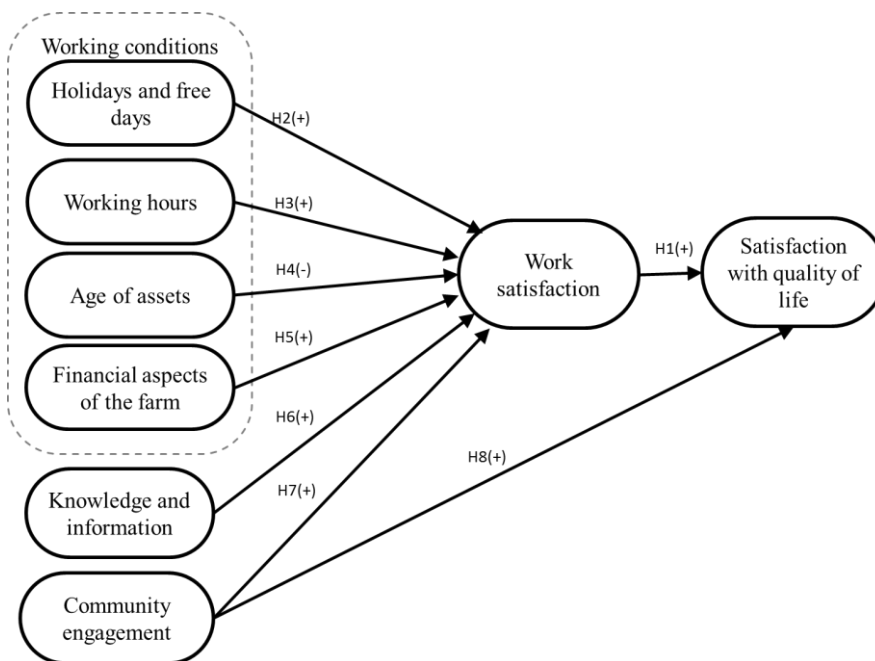 Working conditions
Holidays and free
days
H2(+)
Working hours
H3(+)
Age of assets
H4(-)
Financial aspects
of the farm
H5(+)
Knowledge and
information
H6(+)
Community
engagement
H7(+)
H8(+)
Work
satisfaction
H1(+)
Satisfaction
with quality of
life